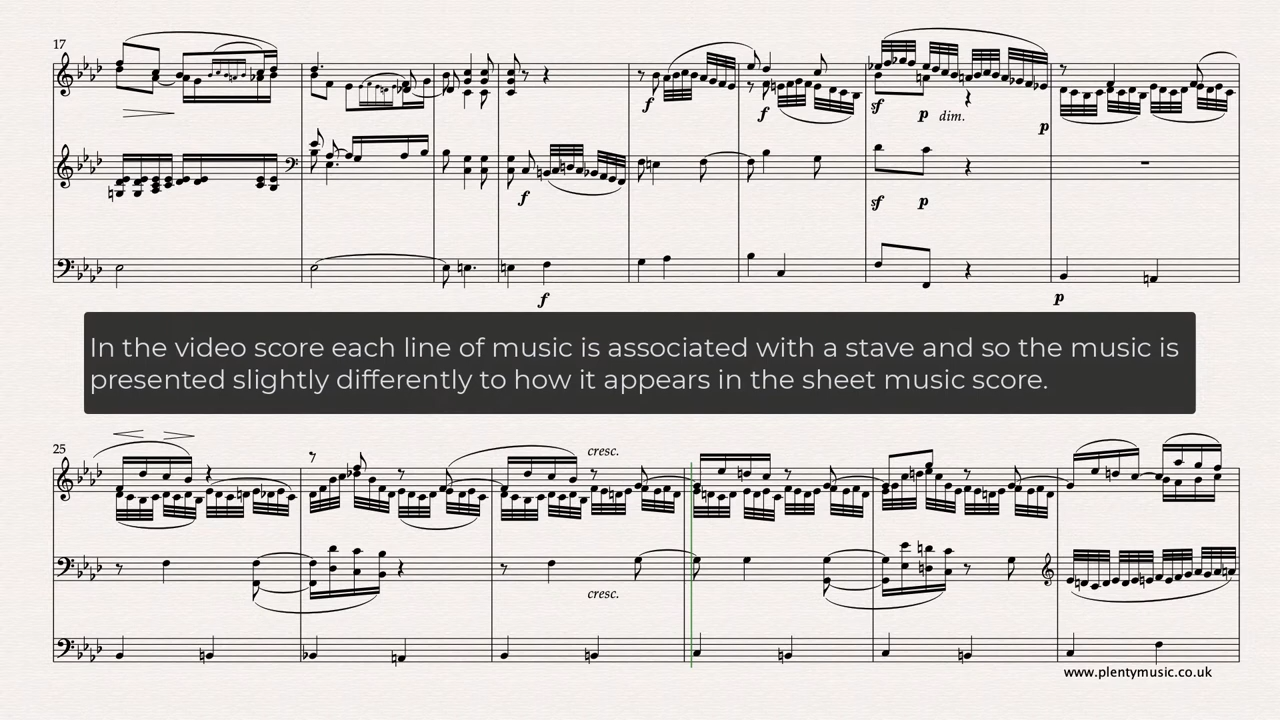 17
f
f
sf
p
dim.
p
f
sf
p
f
p
In the video score each line of music is associated with a stave and so the music is
presented slightly differently to how it appears in the sheet music score.
25
cresc.
cresc.
www.plentymusic.co.uk